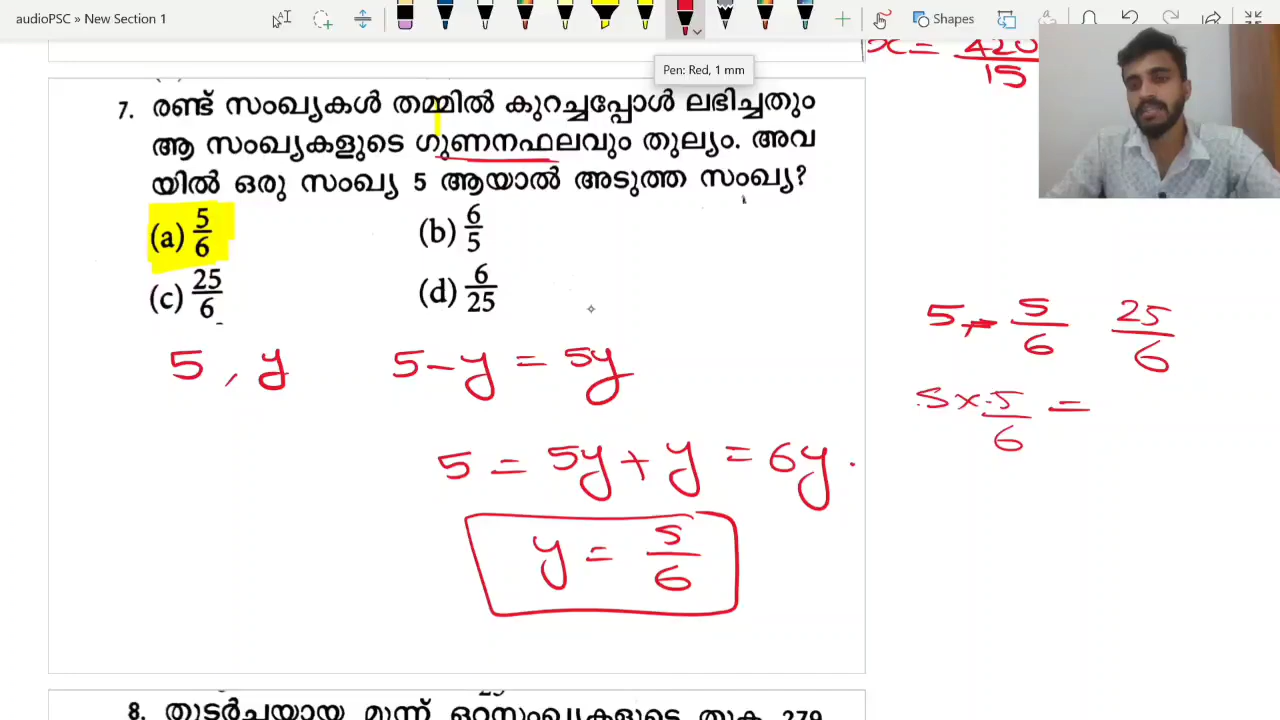 audioPSC » New Section 1
Shapes
Pen: Red, 1 mm
x = 420/15
7. രണ്ട് സംഖ്യകൾ തമ്മിൽ കുറച്ചപ്പോൾ ലഭിച്ചതും
ആ സംഖ്യകളുടെ ഗുണനഫലവും തുല്യം. അവ
യിൽ ഒരു സംഖ്യ 5 ആയാൽ അടുത്ത സംഖ്യ?
(a) 5/6 (b) 6/5
(c) 25/6 (d) 6/25
5, y 5 - y = 5y
5 = 5y + y = 6y.
y = 5/6
5 - 5/6 25/6
5 × 5/6 =
8. തുടർച്ചയായ മൂന്ന് ഒറ്റസംഖ്യകളുടെ തുക 279